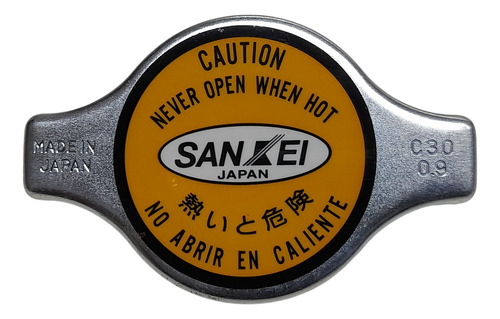 CAUTION
NEVER OPEN WHEN HOT
MADE IN
JAPAN
SANKEI
JAPAN
C30
0.9
熱いと危険
NO ABRIR EN CALIENTE